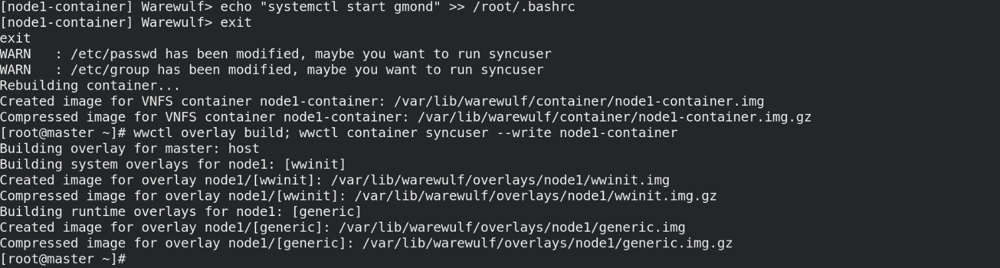 [node1-container] Warewulf> echo "systemctl start gmond" >> /root/.bashrc
[node1-container] Warewulf> exit
exit
WARN   : /etc/passwd has been modified, maybe you want to run syncuser
WARN   : /etc/group has been modified, maybe you want to run syncuser
Rebuilding container...
Created image for VNFS container node1-container: /var/lib/warewulf/container/node1-container.img
Compressed image for VNFS container node1-container: /var/lib/warewulf/container/node1-container.img.gz
[root@master ~]# wwctl overlay build; wwctl container syncuser --write node1-container
Building overlay for master: host
Building system overlays for node1: [wwinit]
Created image for overlay node1/[wwinit]: /var/lib/warewulf/overlays/node1/wwinit.img
Compressed image for overlay node1/[wwinit]: /var/lib/warewulf/overlays/node1/wwinit.img.gz
Building runtime overlays for node1: [generic]
Created image for overlay node1/[generic]: /var/lib/warewulf/overlays/node1/generic.img
Compressed image for overlay node1/[generic]: /var/lib/warewulf/overlays/node1/generic.img.gz
[root@master ~]#